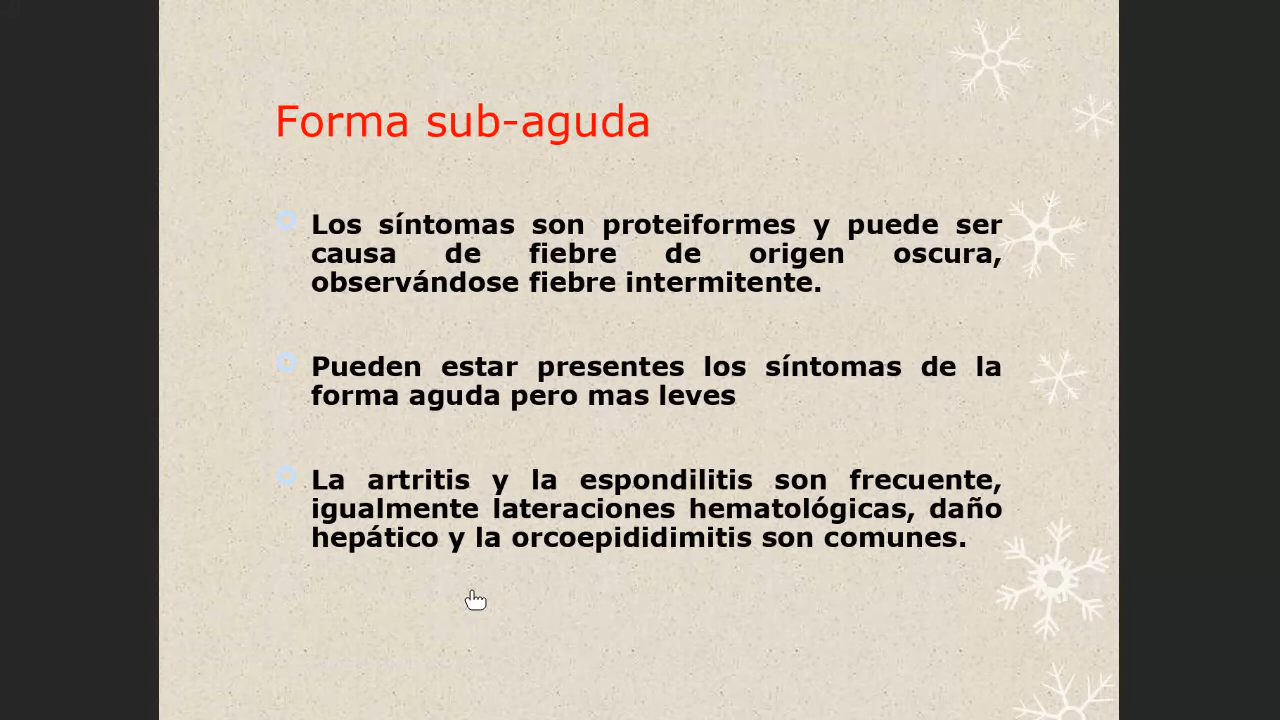 Forma sub-aguda
Los síntomas son proteiformes y puede ser
causa de fiebre de origen oscura,
observándose fiebre intermitente.
Pueden estar presentes los síntomas de la
forma aguda pero mas leves
La artritis y la espondilitis son frecuente,
igualmente lateraciones hematológicas, daño
hepático y la orcoepididimitis son comunes.